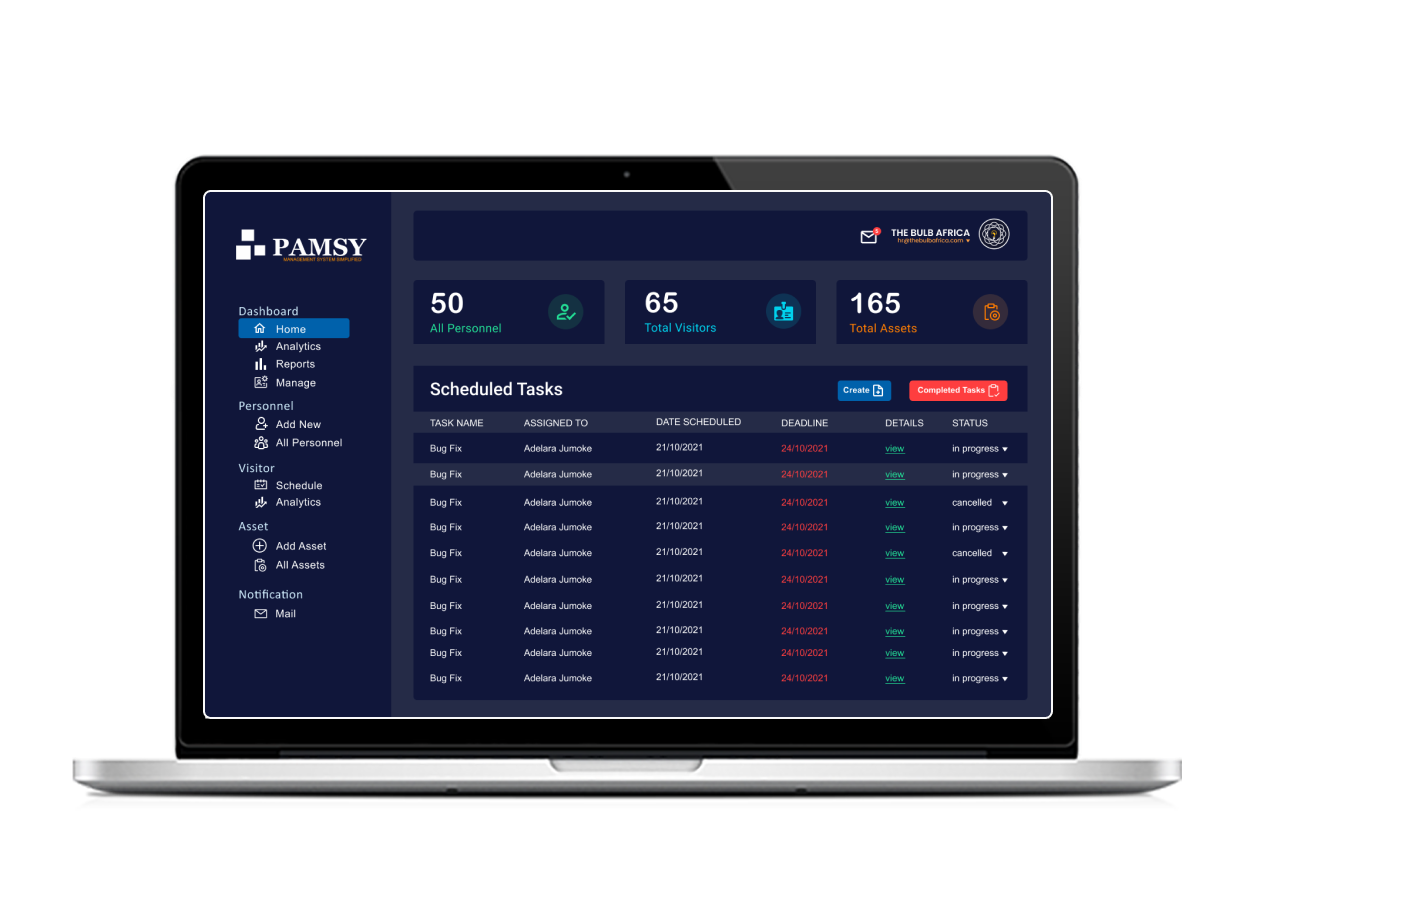 PAMSY
MANAGEMENT SYSTEM SIMPLIFIED
Dashboard
Home
Analytics
Reports
Manage
Personnel
Add New
All Personnel
Visitor
Schedule
Analytics
Asset
Add Asset
All Assets
Notification
Mail
THE BULB AFRICA
hr@thebulbafrica.com
50
All Personnel
65
Total Visitors
165
Total Assets
Scheduled Tasks
Create
Completed Tasks
TASK NAME ASSIGNED TO DATE SCHEDULED DEADLINE DETAILS STATUS
Bug Fix Adelara Jumoke 21/10/2021 24/10/2021 view in progress
Bug Fix Adelara Jumoke 21/10/2021 24/10/2021 view in progress
Bug Fix Adelara Jumoke 21/10/2021 24/10/2021 view cancelled
Bug Fix Adelara Jumoke 21/10/2021 24/10/2021 view in progress
Bug Fix Adelara Jumoke 21/10/2021 24/10/2021 view cancelled
Bug Fix Adelara Jumoke 21/10/2021 24/10/2021 view in progress
Bug Fix Adelara Jumoke 21/10/2021 24/10/2021 view in progress
Bug Fix Adelara Jumoke 21/10/2021 24/10/2021 view in progress
Bug Fix Adelara Jumoke 21/10/2021 24/10/2021 view in progress
Bug Fix Adelara Jumoke 21/10/2021 24/10/2021 view in progress